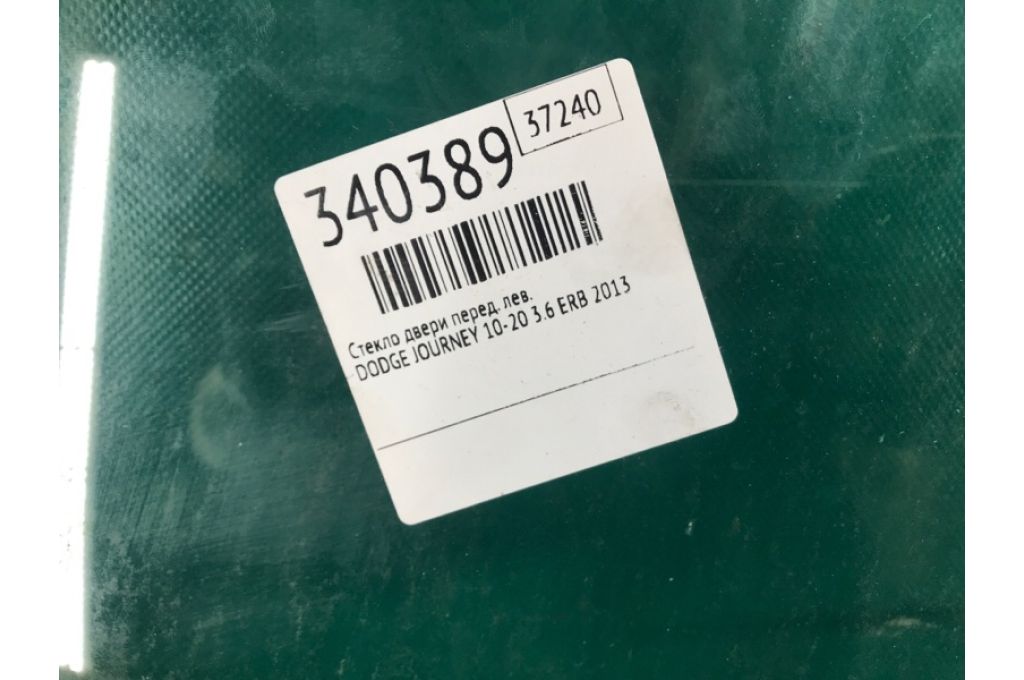 37240
340389
Стекло двери перед. лев.
DODGE JOURNEY 10-20 3.6 ERB 2013